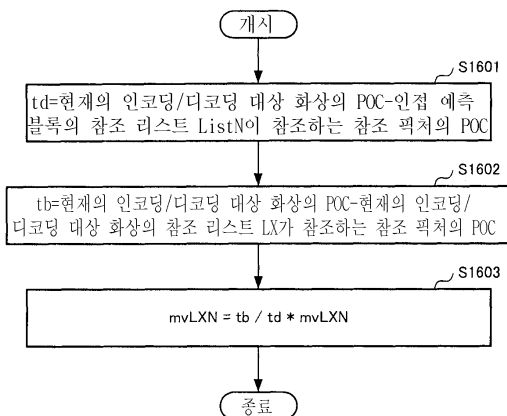 개시
S1601
td=현재의 인코딩/디코딩 대상 화상의 POC-인접 예측
블록의 참조 리스트 ListN이 참조하는 참조 픽처의 POC
S1602
tb=현재의 인코딩/디코딩 대상 화상의 POC-현재의 인코딩/
디코딩 대상 화상의 참조 리스트 LX가 참조하는 참조 픽처의 POC
S1603
mvLXN = tb / td * mvLXN
종료